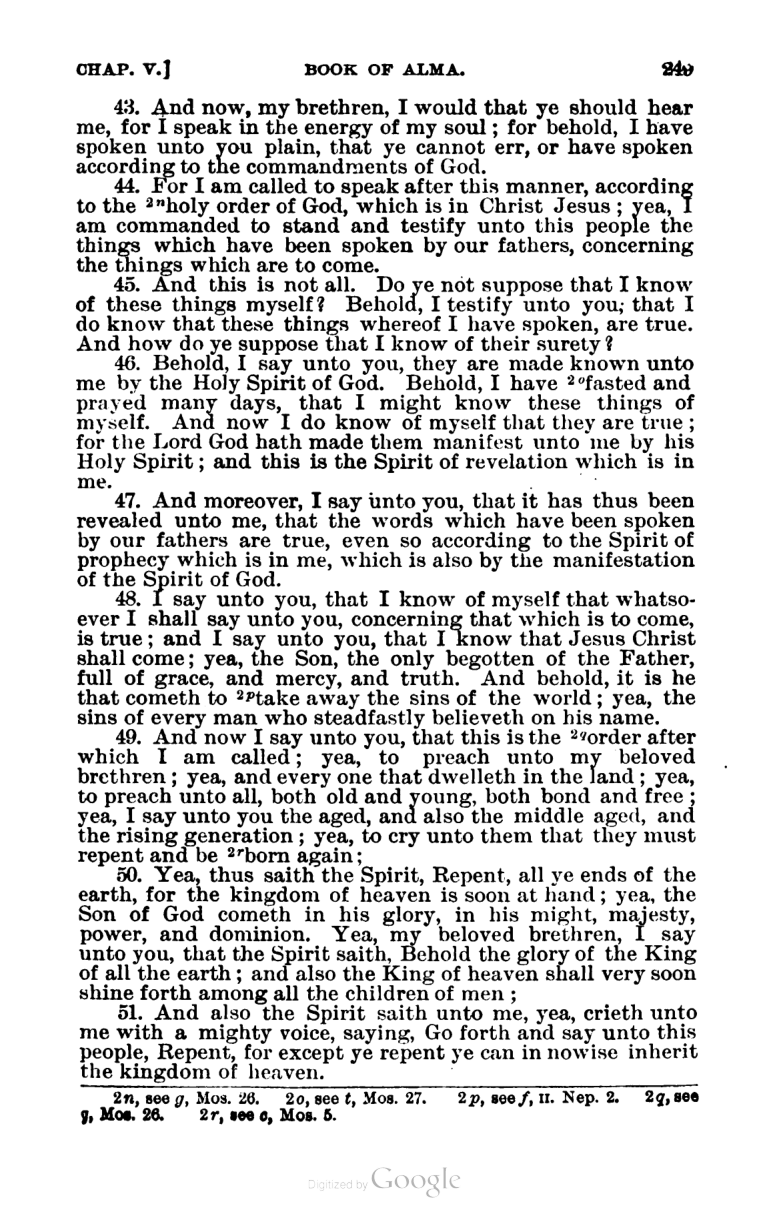 CHAP. V.] BOOK OF ALMA.
43. And now, my brethren, I would that ye should hear
me, for I speak in the energy of my soul; for behold, I have
spoken unto you plain, that ye cannot err, or have spoken
according to the commandments of God.
44. For I am called to speak after this manner, according
to the ²ⁿholy order of God, which is in Christ Jesus; yea, I
am commanded to stand and testify unto this people the
things which have been spoken by our fathers, concerning
the things which are to come.
45. And this is not all. Do ye not suppose that I know
of these things myself? Behold, I testify unto you, that I
do know that these things whereof I have spoken, are true.
And how do ye suppose that I know of their surety?
46. Behold, I say unto you, they are made known unto
me by the Holy Spirit of God. Behold, I have ²ᵒfasted and
prayed many days, that I might know these things of
myself. And now I do know of myself that they are true;
for the Lord God hath made them manifest unto me by his
Holy Spirit; and this is the Spirit of revelation which is in
me.
47. And moreover, I say unto you, that it has thus been
revealed unto me, that the words which have been spoken
by our fathers are true, even so according to the Spirit of
prophecy which is in me, which is also by the manifestation
of the Spirit of God.
48. I say unto you, that I know of myself that whatso-
ever I shall say unto you, concerning that which is to come,
is true; and I say unto you, that I know that Jesus Christ
shall come; yea, the Son, the only begotten of the Father,
full of grace, and mercy, and truth. And behold, it is he
that cometh to ²ᵖtake away the sins of the world; yea, the
sins of every man who steadfastly believeth on his name.
49. And now I say unto you, that this is the ²𐞥order after
which I am called; yea, to preach unto my beloved
brethren; yea, and every one that dwelleth in the land; yea,
to preach unto all, both old and young, both bond and free;
yea, I say unto you the aged, and also the middle aged, and
the rising generation; yea, to cry unto them that they must
repent and be ²ʳborn again;
50. Yea, thus saith the Spirit, Repent, all ye ends of the
earth, for the kingdom of heaven is soon at hand; yea, the
Son of God cometh in his glory, in his might, majesty,
power, and dominion. Yea, my beloved brethren, I say
unto you, that the Spirit saith, Behold the glory of the King
of all the earth; and also the King of heaven shall very soon
shine forth among all the children of men;
51. And also the Spirit saith unto me, yea, crieth unto
me with a mighty voice, saying, Go forth and say unto this
people, Repent, for except ye repent ye can in nowise inherit
the kingdom of heaven.
2n, see g, Mos. 26. 2o, see t, Mos. 27. 2p, see f, II. Nep. 2. 2q, see
g, Mos. 26. 2r, see c, Mos. 5.
Digitized by Google